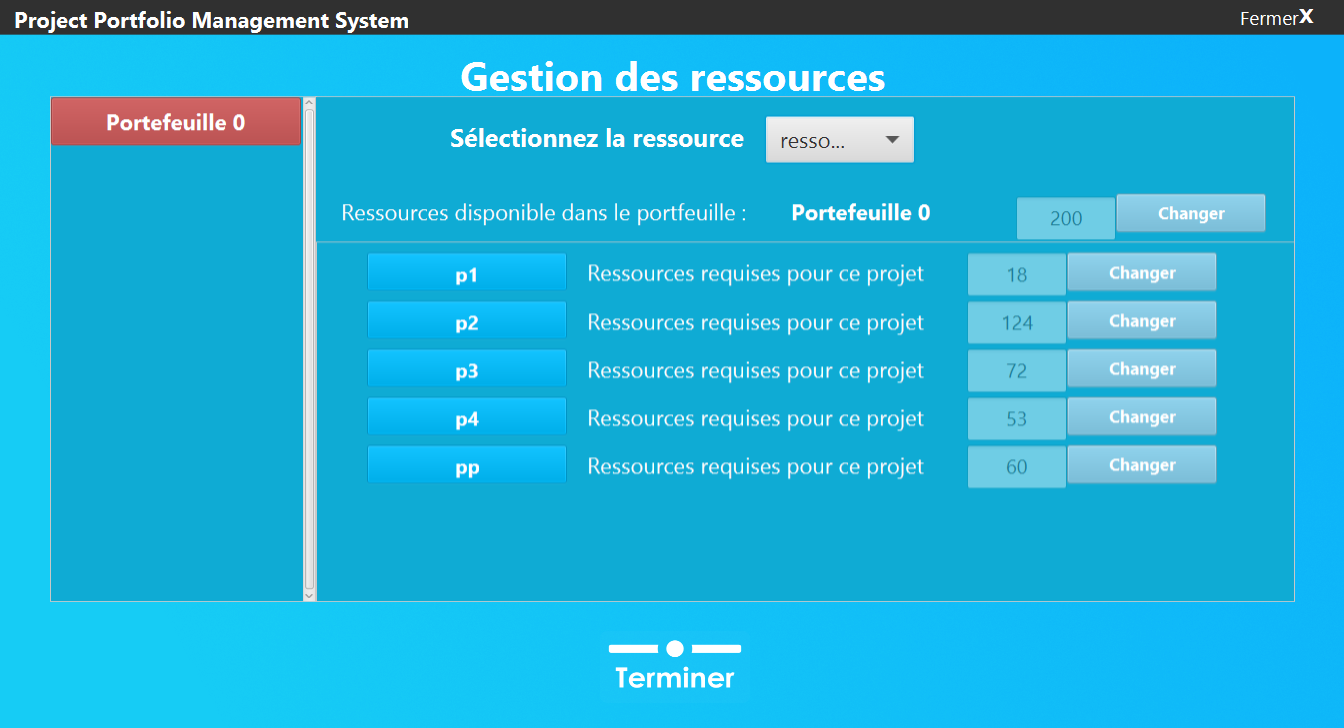 Project Portfolio Management System
FermerX
Gestion des ressources
Portefeuille 0
Sélectionnez la ressource
resso...
Ressources disponible dans le portfeuille :
Portefeuille 0
200
Changer
p1
Ressources requises pour ce projet
18
Changer
p2
Ressources requises pour ce projet
124
Changer
p3
Ressources requises pour ce projet
72
Changer
p4
Ressources requises pour ce projet
53
Changer
pp
Ressources requises pour ce projet
60
Changer
Terminer